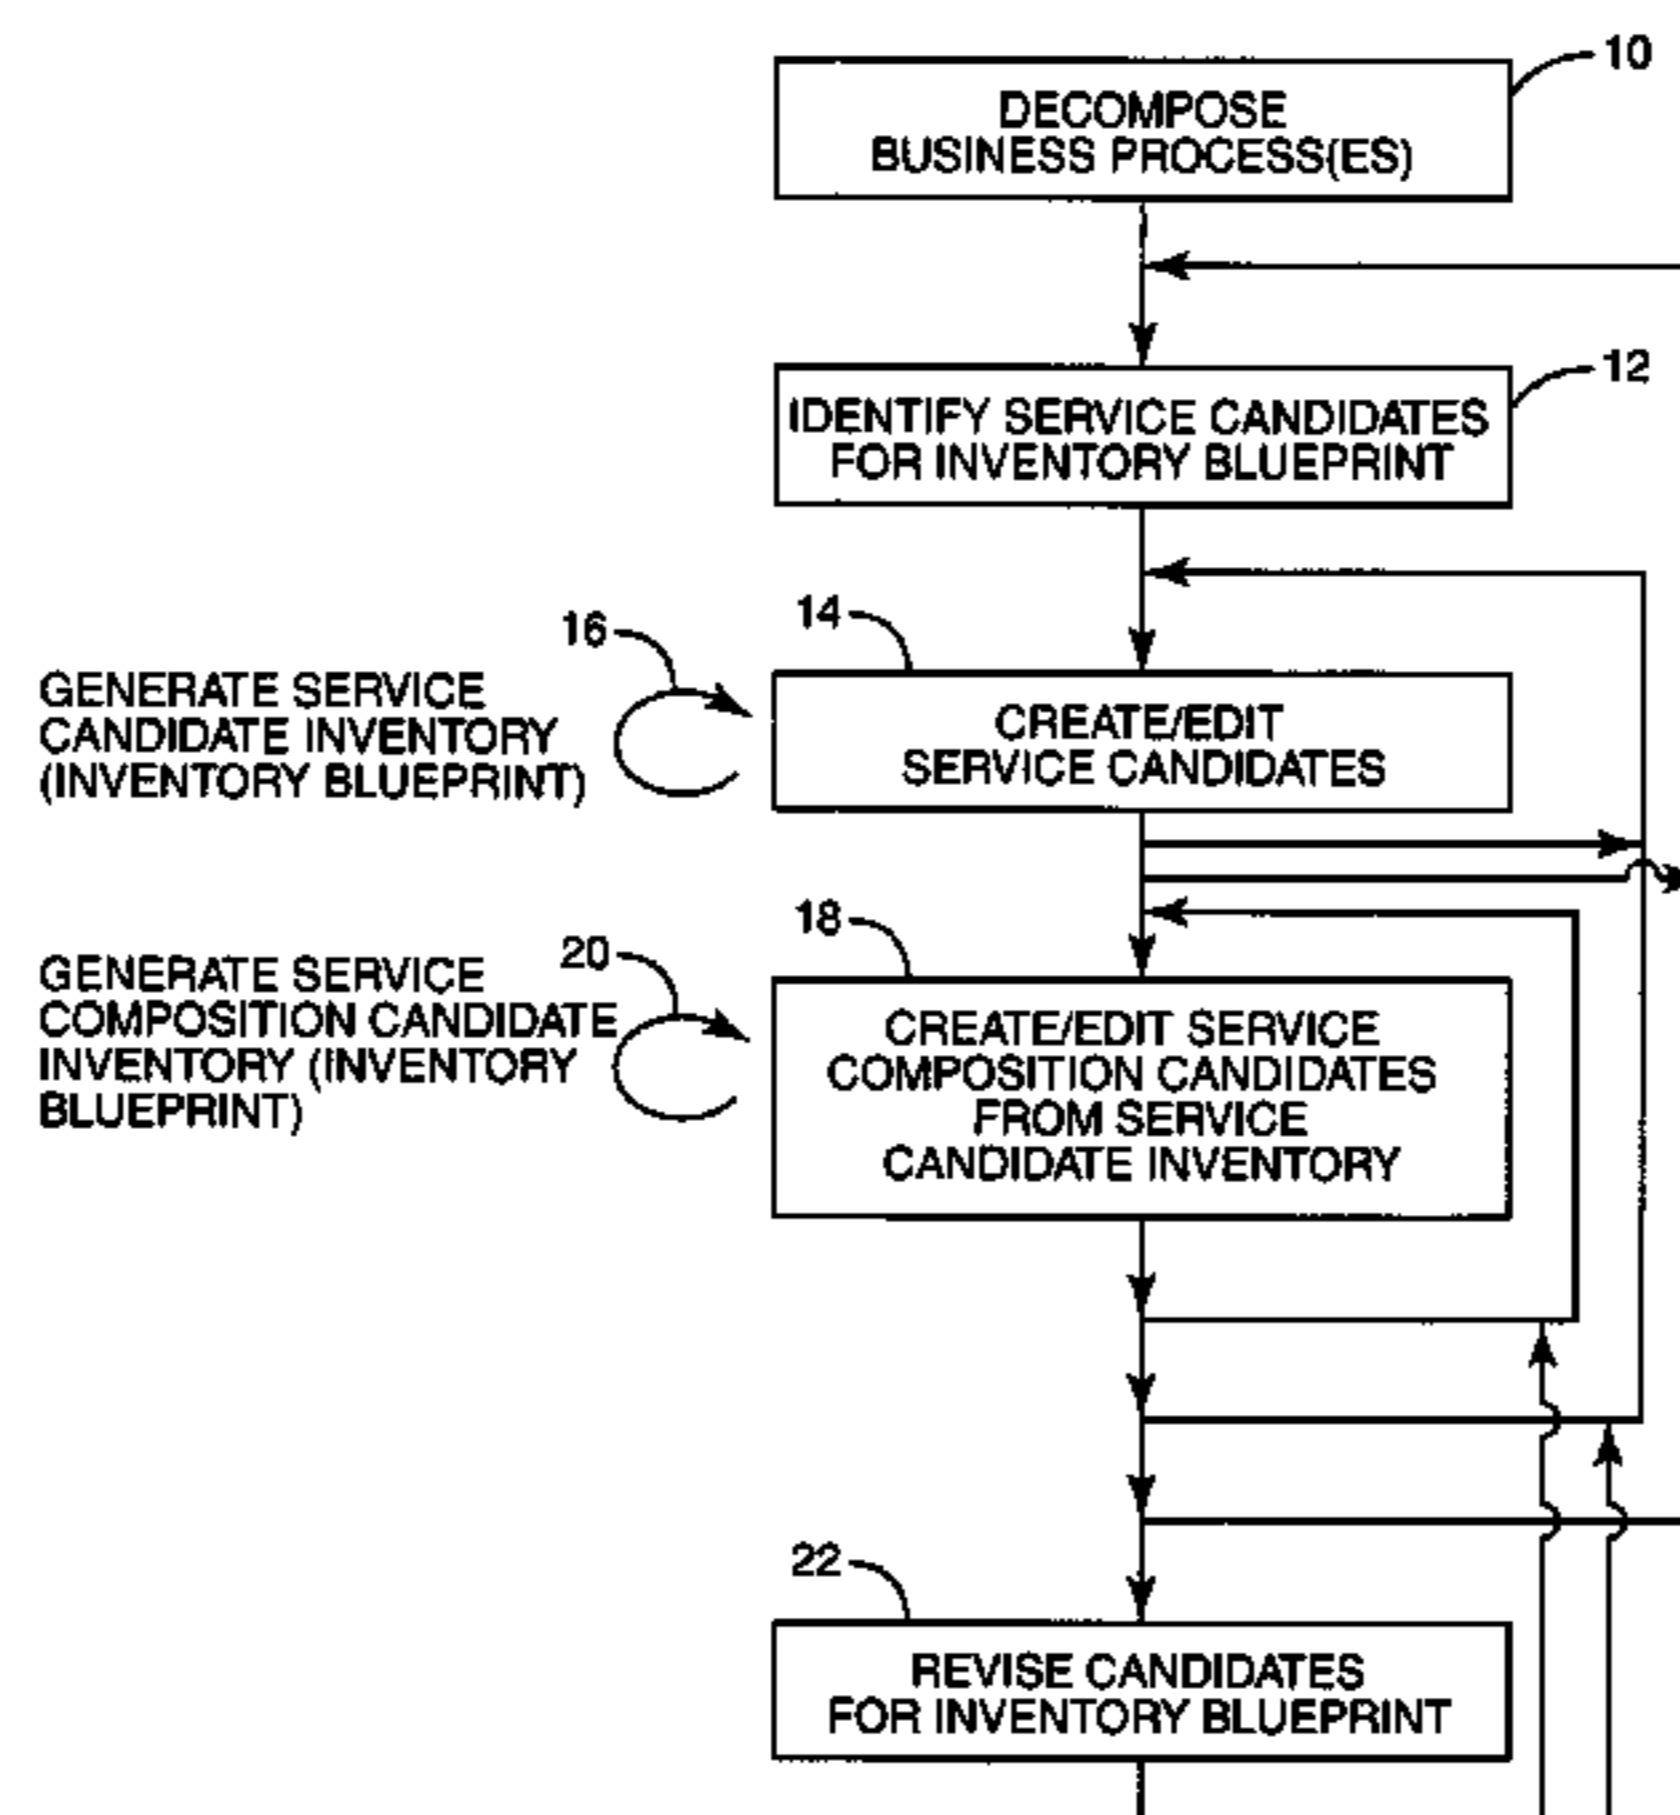 10
DECOMPOSE
BUSINESS PROCESS(ES)
12
IDENTIFY SERVICE CANDIDATES
FOR INVENTORY BLUEPRINT
16
14
GENERATE SERVICE
CANDIDATE INVENTORY
(INVENTORY BLUEPRINT)
CREATE/EDIT
SERVICE CANDIDATES
20
18
GENERATE SERVICE
COMPOSITION CANDIDATE
INVENTORY (INVENTORY
BLUEPRINT)
CREATE/EDIT SERVICE
COMPOSITION CANDIDATES
FROM SERVICE
CANDIDATE INVENTORY
22
REVISE CANDIDATES
FOR INVENTORY BLUEPRINT